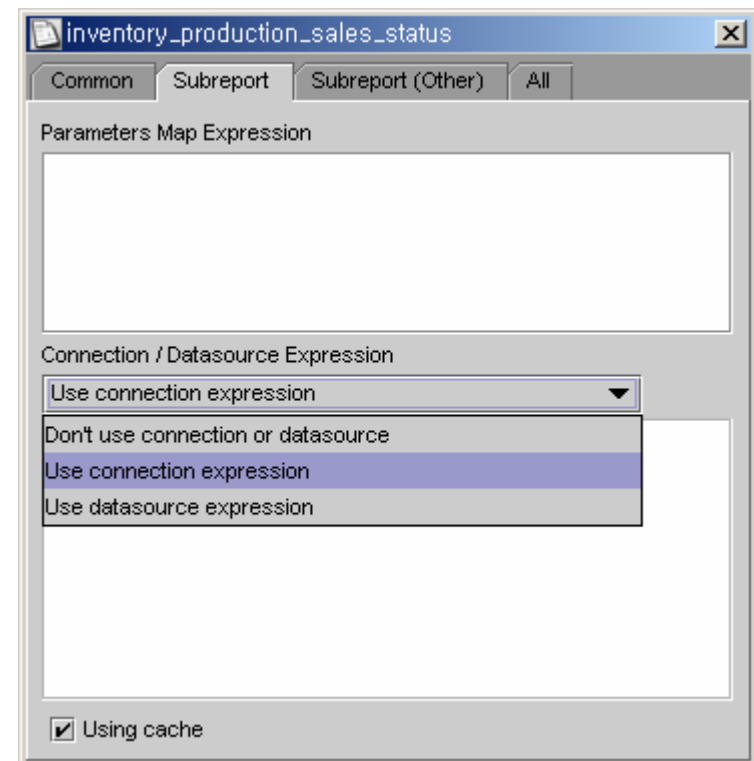 inventory_production_sales_status
Common Subreport Subreport (Other) All
Parameters Map Expression
Connection / Datasource Expression
Use connection expression
Don't use connection or datasource
Use connection expression
Use datasource expression
Using cache